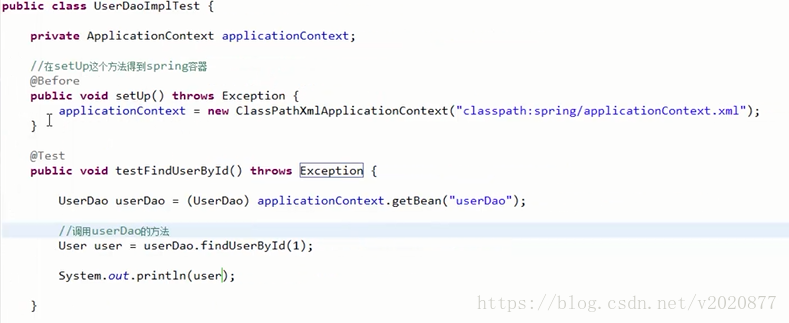 public class UserDaoImplTest {
private ApplicationContext applicationContext;
//在setUp这个方法得到spring容器
@Before
public void setUp() throws Exception {
applicationContext = new ClassPathXmlApplicationContext("classpath:spring/applicationContext.xml");
}
@Test
public void testFindUserById() throws Exception {
UserDao userDao = (UserDao) applicationContext.getBean("userDao");
//调用userDao的方法
User user = userDao.findUserById(1);
System.out.println(user);
}
https://blog.csdn.net/v2020877